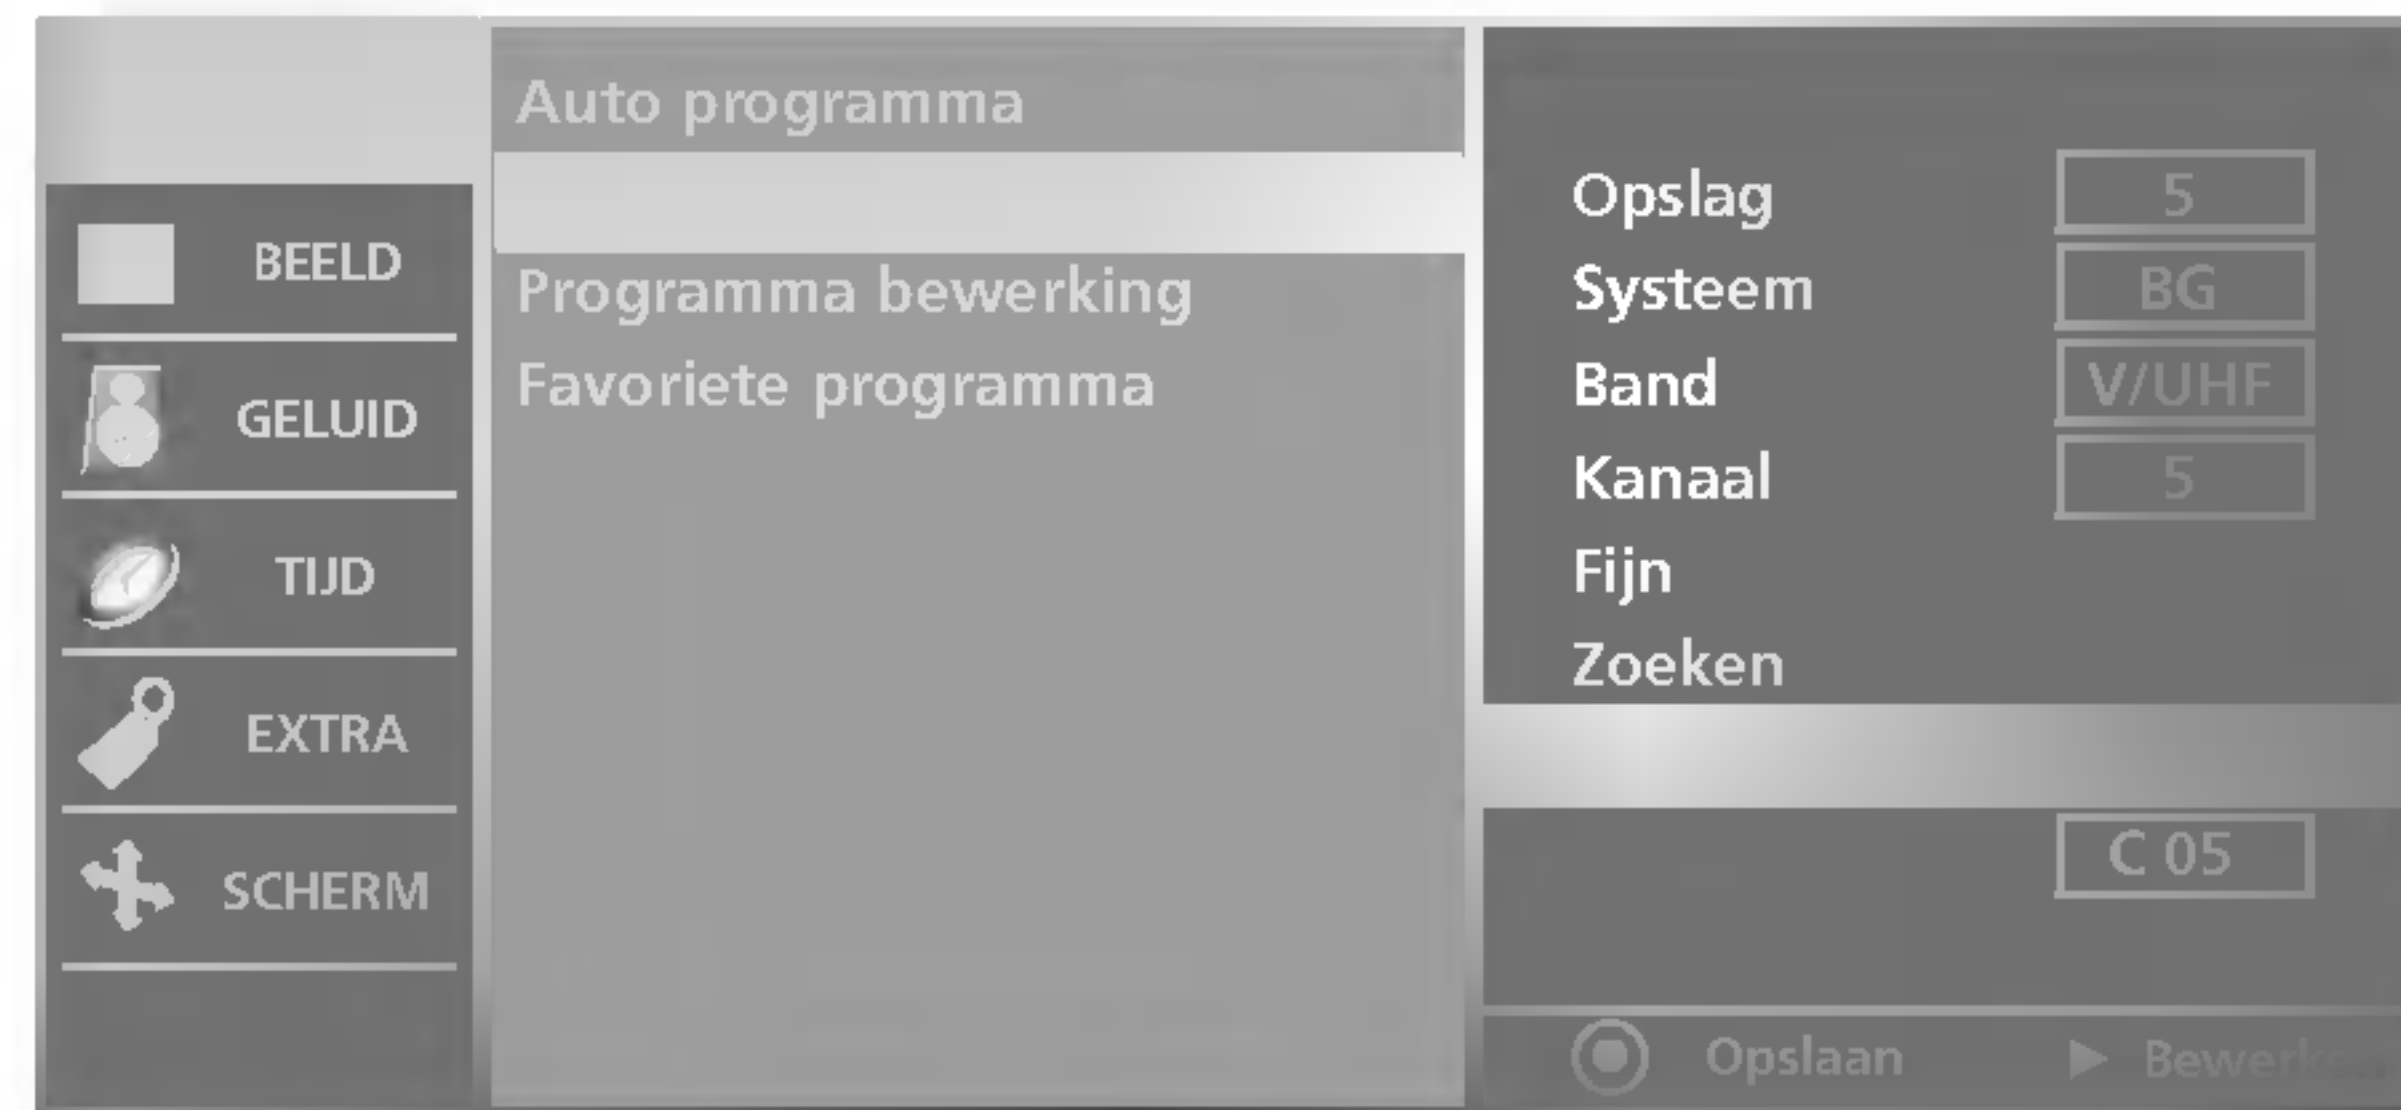 BEELD
GELUID
TIJD
EXTRA
SCHERM
Auto programma
Programma bewerking
Favoriete programma
Opslag 5
Systeem BG
Band V/UHF
Kanaal 5
Fijn
Zoeken
C 05
Opslaan Bewerken